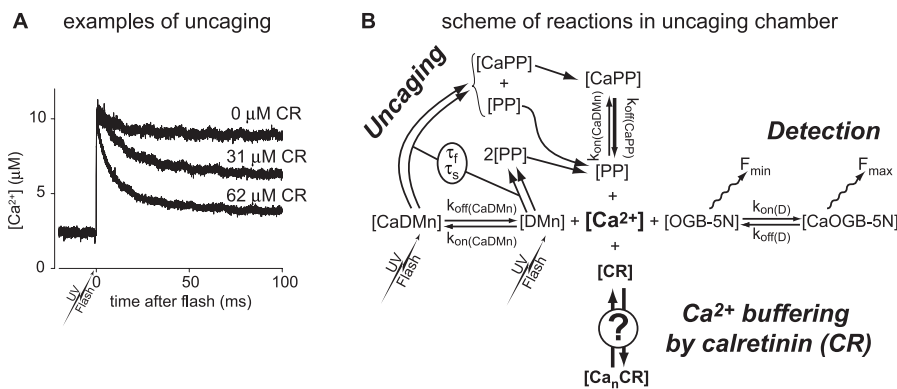 A examples of uncaging
[Ca²⁺] (µM)
10
5
0
0 µM CR
31 µM CR
62 µM CR
0
50
100
time after flash (ms)
UV
Flash
B scheme of reactions in uncaging chamber
Uncaging
[CaPP]
+
[PP]
[CaPP]
kon(CaDMn)
koff(CaPP)
[PP]
2[PP]
τf
τs
Detection
Fmin
Fmax
+
[CaDMn]
koff(CaDMn)
kon(CaDMn)
[DMn] + [Ca²⁺] + [OGB-5N]
kon(D)
koff(D)
[CaOGB-5N]
UV
Flash
UV
Flash
+
[CR]
?
[CaₙCR]
Ca²⁺ buffering
by calretinin (CR)